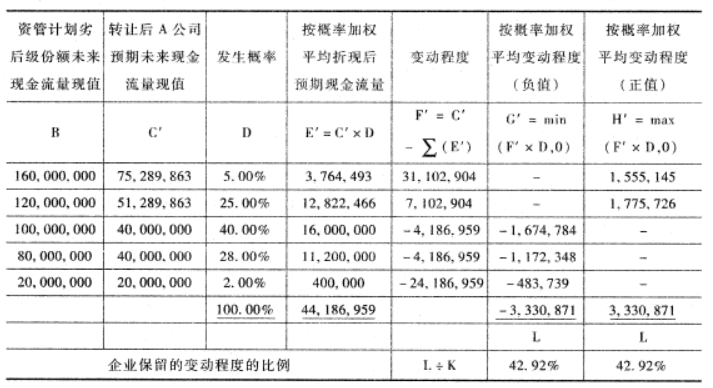 资管计划劣 转让后 A 公司 按概率加权 按概率加权 按概率加权
后级份额未来 预期未来现金 发生概率 平均折现后 变动程度 平均变动程度 平均变动程度
现金流量现值 流量现值 预期现金流量 (负值) (正值)
B C′ D E′ = C′ × D F′ = C′ G′ = min H′ = max
- ∑(E′) (F′ × D,0) (F′ × D,0)
160,000,000 75,289,863 5.00% 3,764,493 31,102,904 - 1,555,145
120,000,000 51,289,863 25.00% 12,822,466 7,102,904 - 1,775,726
100,000,000 40,000,000 40.00% 16,000,000 -4,186,959 -1,674,784 -
80,000,000 40,000,000 28.00% 11,200,000 -4,186,959 -1,172,348 -
20,000,000 20,000,000 2.00% 400,000 -24,186,959 -483,739 -
100.00% 44,186,959 -3,330,871 3,330,871
L L
企业保留的变动程度的比例 L ÷ K 42.92% 42.92%